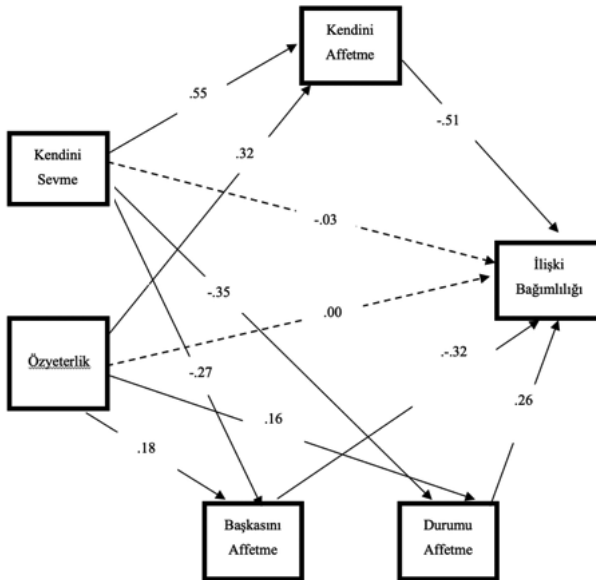 Kendini
Affetme
.55
-.51
.32
Kendini
Sevme
-.03
İlişki
Bağımlılığı
-.35
.00
Özyeterlik
-.27
.-.32
.16
.26
.18
Başkasını
Affetme
Durumu
Affetme